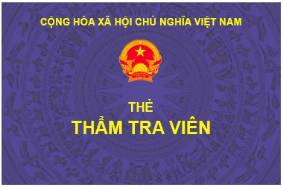 CỘNG HÒA XÃ HỘI CHỦ NGHĨA VIỆT NAM
THẺ
THẨM TRA VIÊN